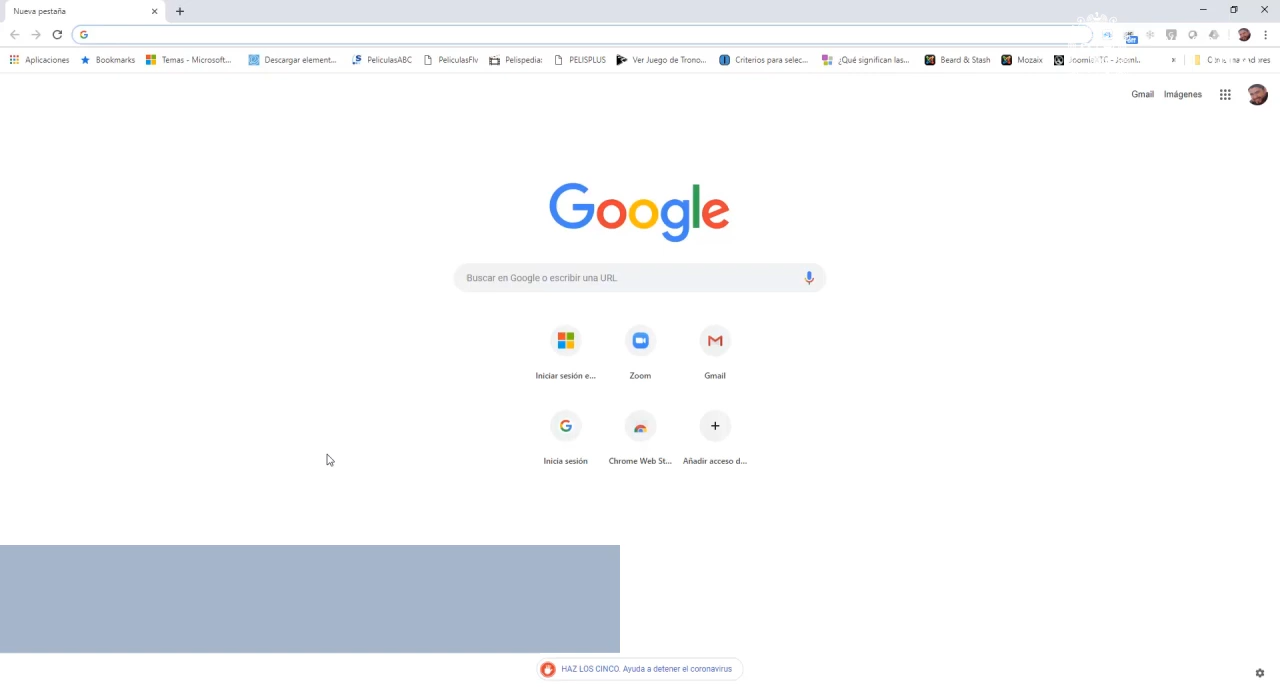 Nueva pestaña
Aplicaciones Bookmarks Temas - Microsoft... Descargar element... PeliculasABC PeliculasFlv Pelispedia: PELISPLUS Ver Juego de Trono... Criterios para selec... ¿Qué significan las... Beard & Stash Mozaix
Gmail Imágenes
Google
Buscar en Google o escribir una URL
Iniciar sesión e... Zoom Gmail
Inicia sesión Chrome Web St... Añadir acceso d...
HAZ LOS CINCO. Ayuda a detener el coronavirus